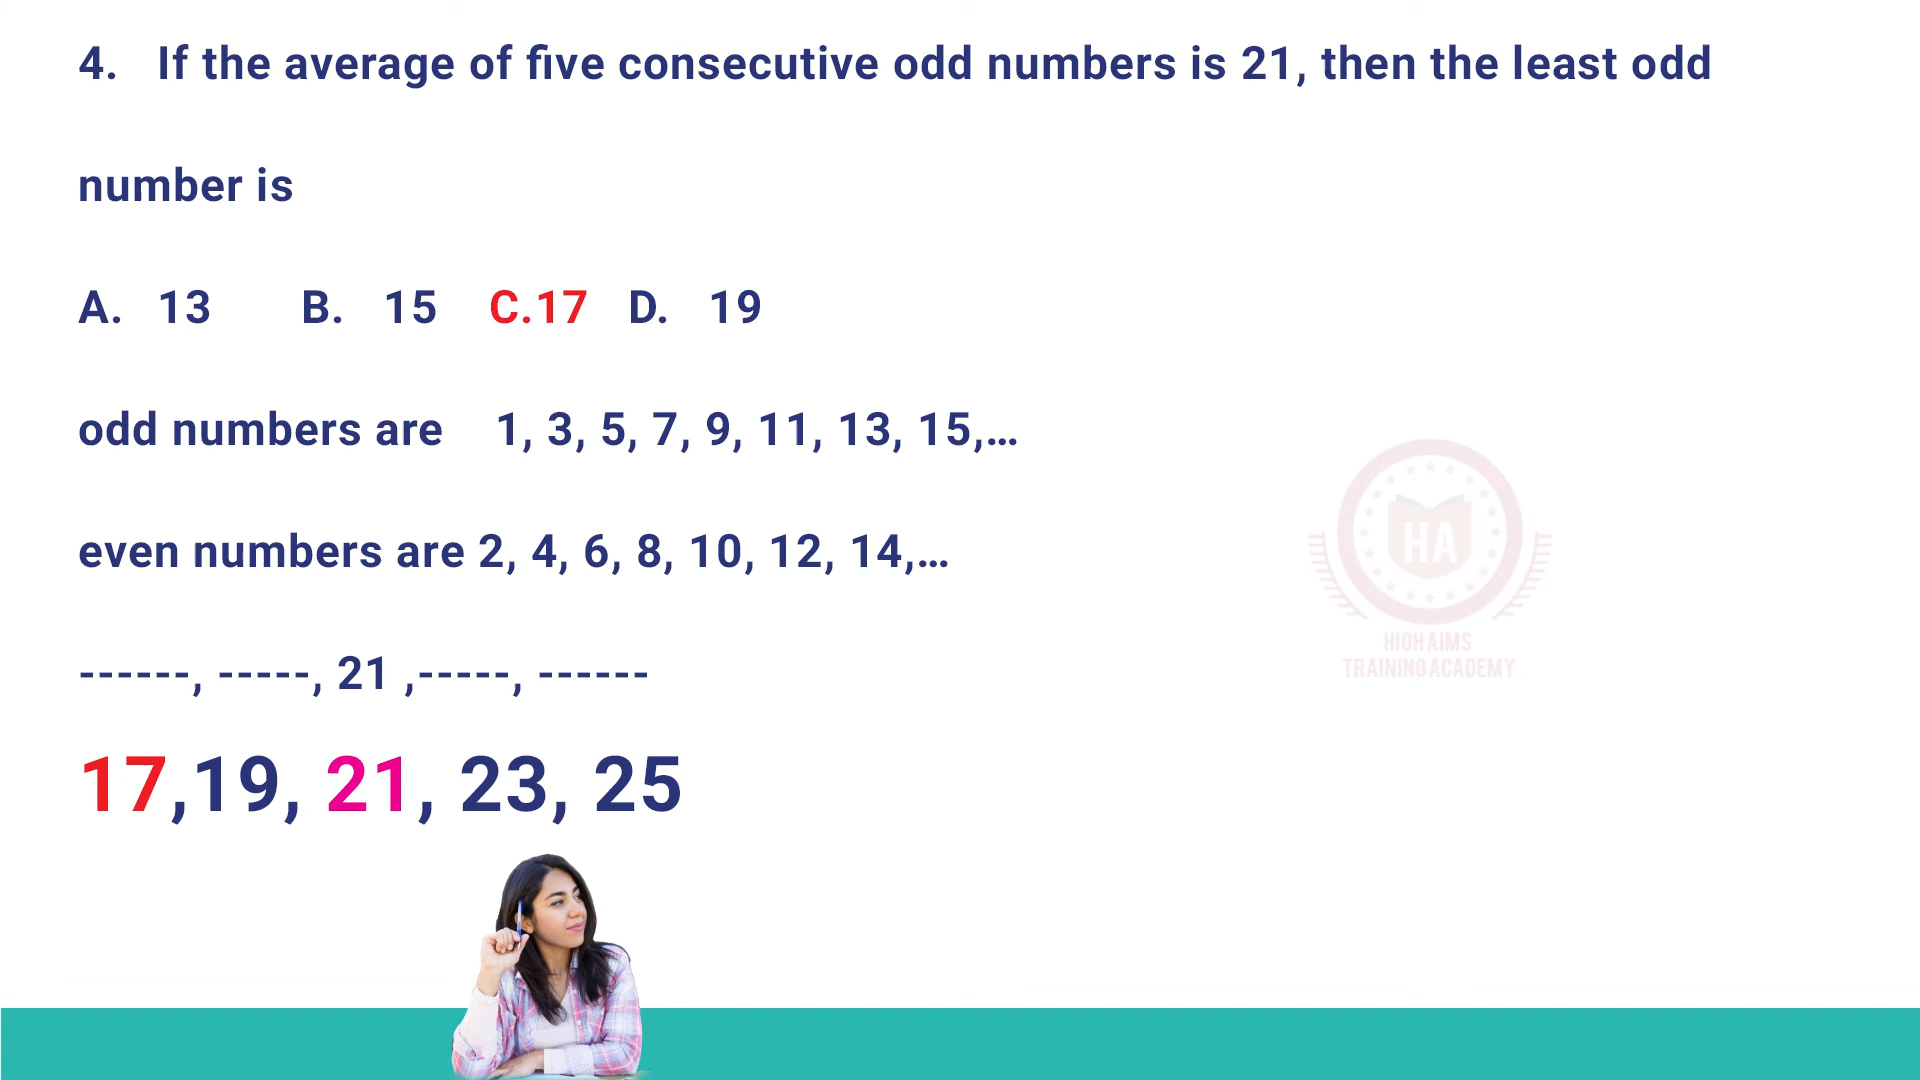 4. If the average of five consecutive odd numbers is 21, then the least odd
number is
A. 13 B. 15 C.17 D. 19
odd numbers are 1, 3, 5, 7, 9, 11, 13, 15,...
even numbers are 2, 4, 6, 8, 10, 12, 14,...
------, -----, 21 ,-----, ------
17,19, 21, 23, 25
HA
HIGH AIMS
TRAINING ACADEMY